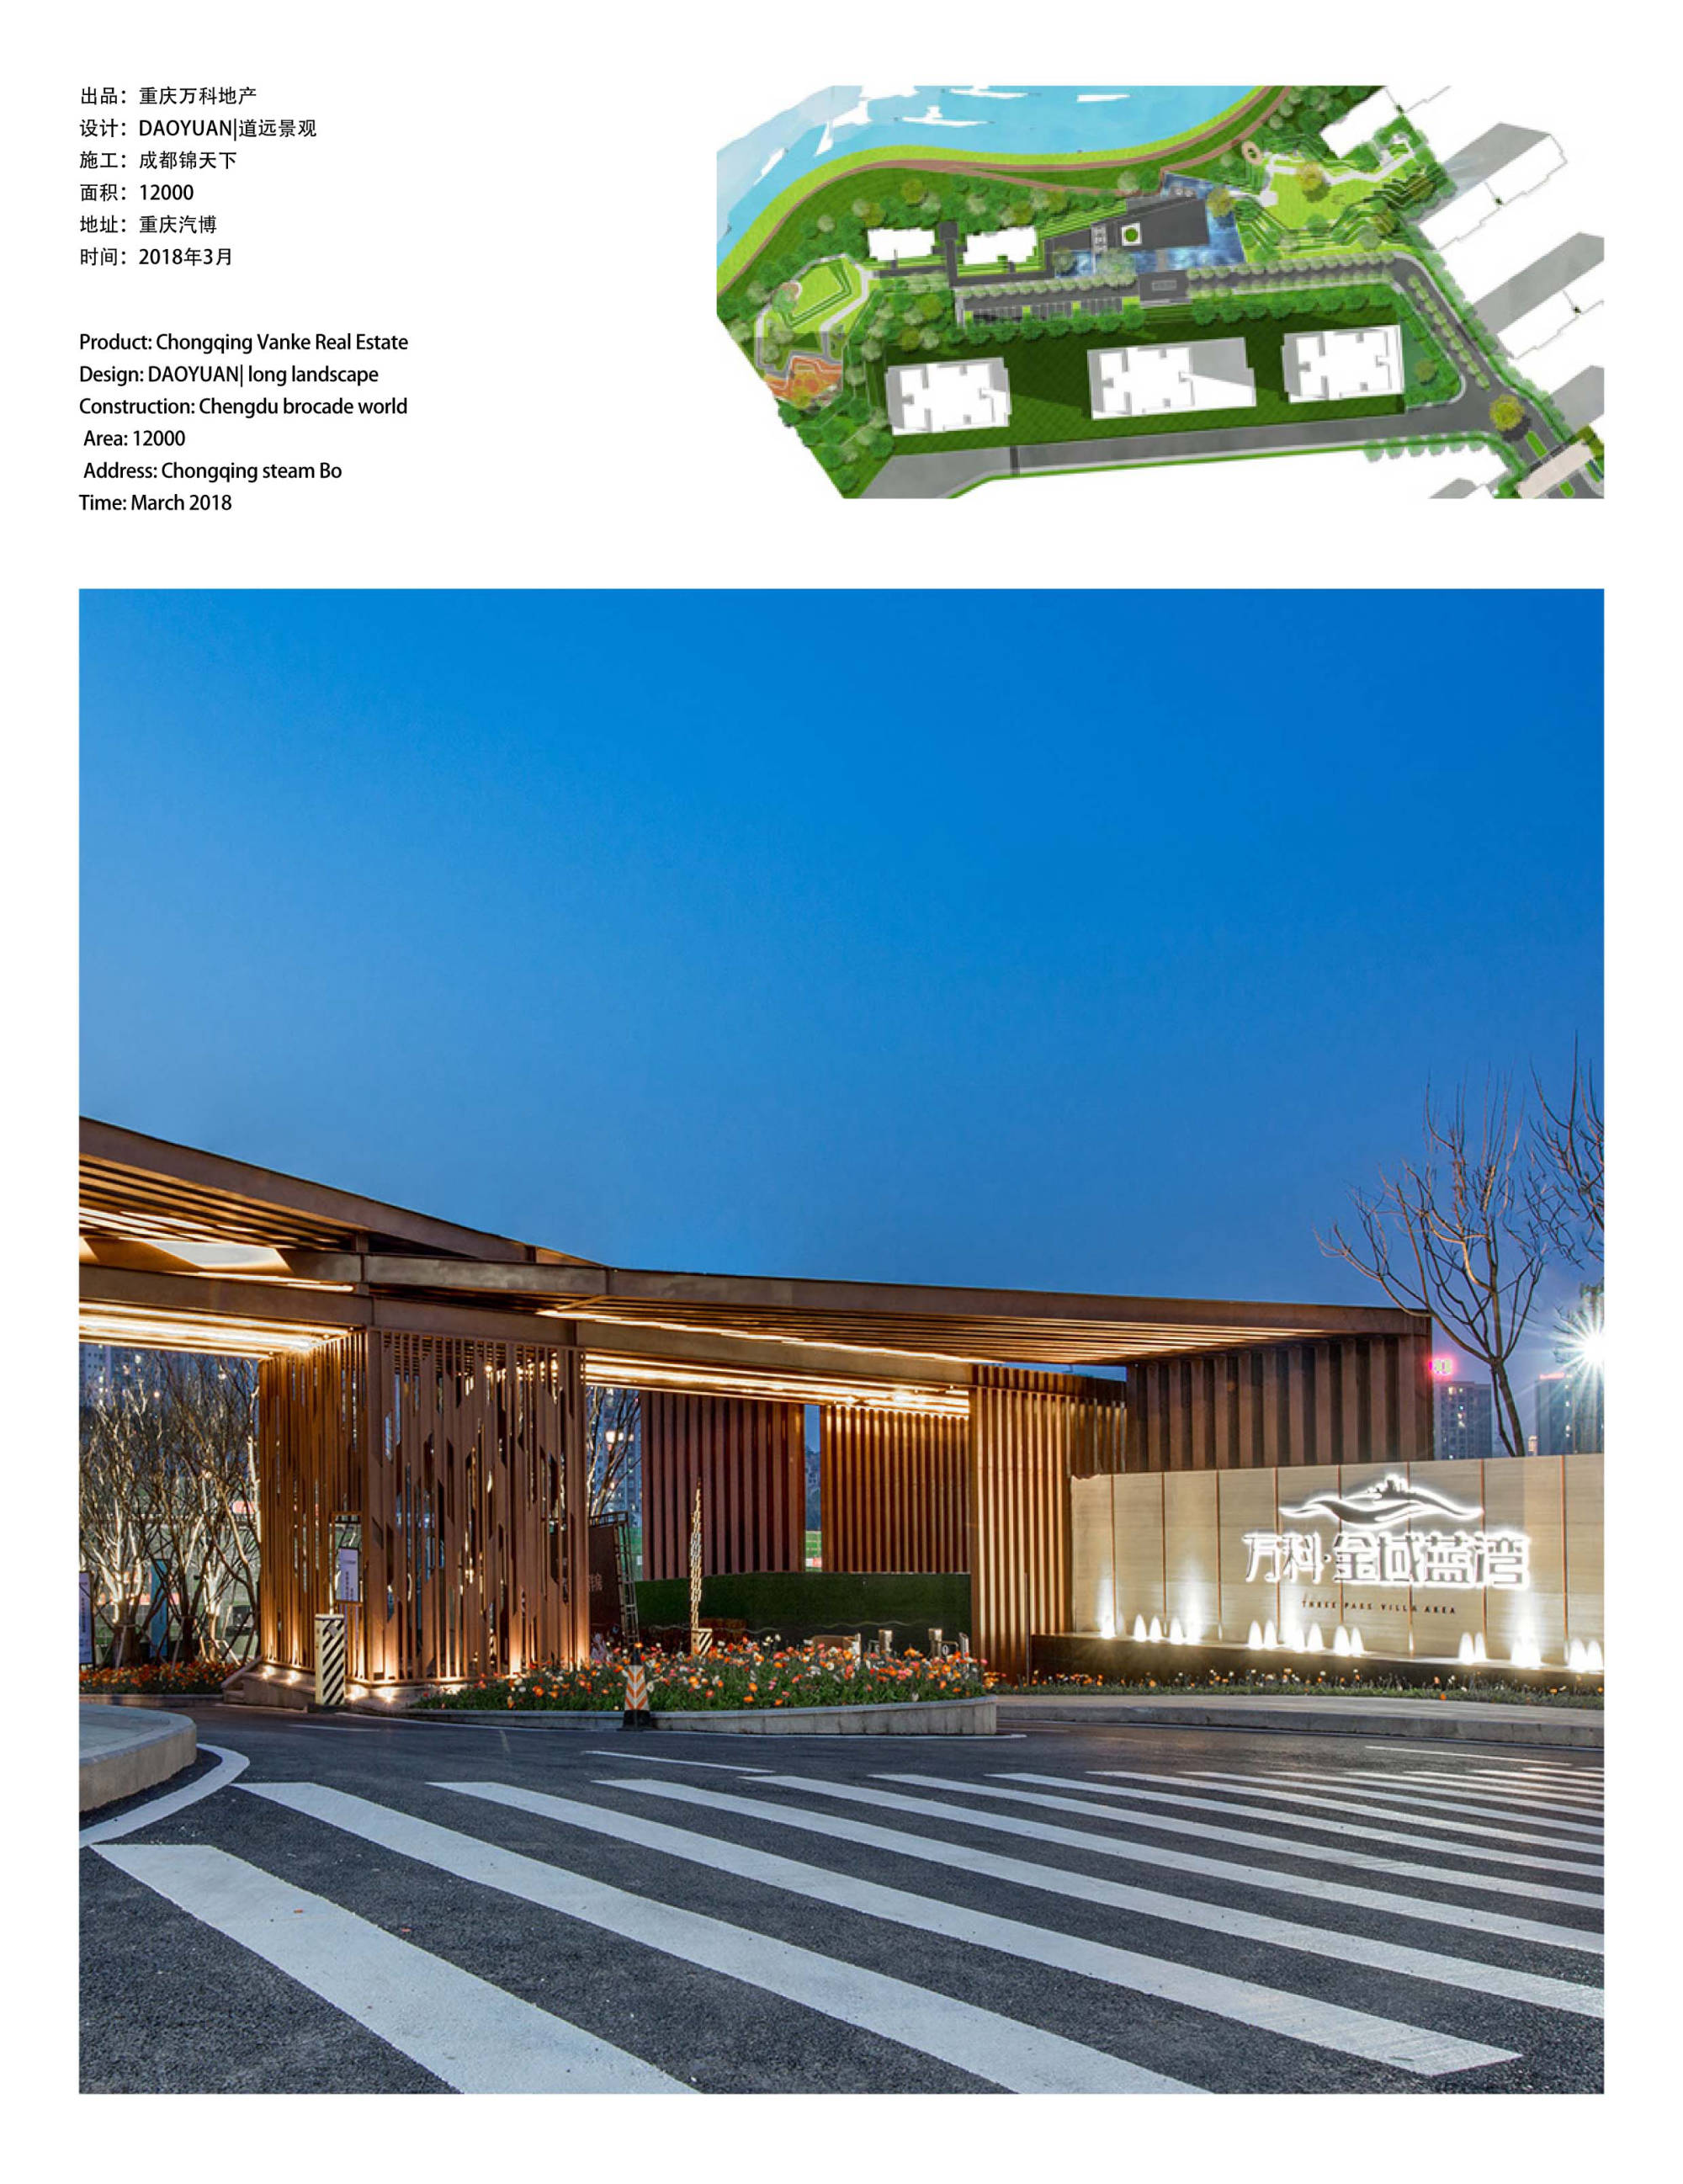 出品：重庆万科地产
设计：DAOYUAN|道远景观
施工：成都锦天下
面积：12000
地址：重庆汽博
时间：2018年3月
Product: Chongqing Vanke Real Estate
Design: DAOYUAN| long landscape
Construction: Chengdu brocade world
Area: 12000
Address: Chongqing steam Bo
Time: March 2018
万科·金域蓝湾
THREE PASS VILLA AREA